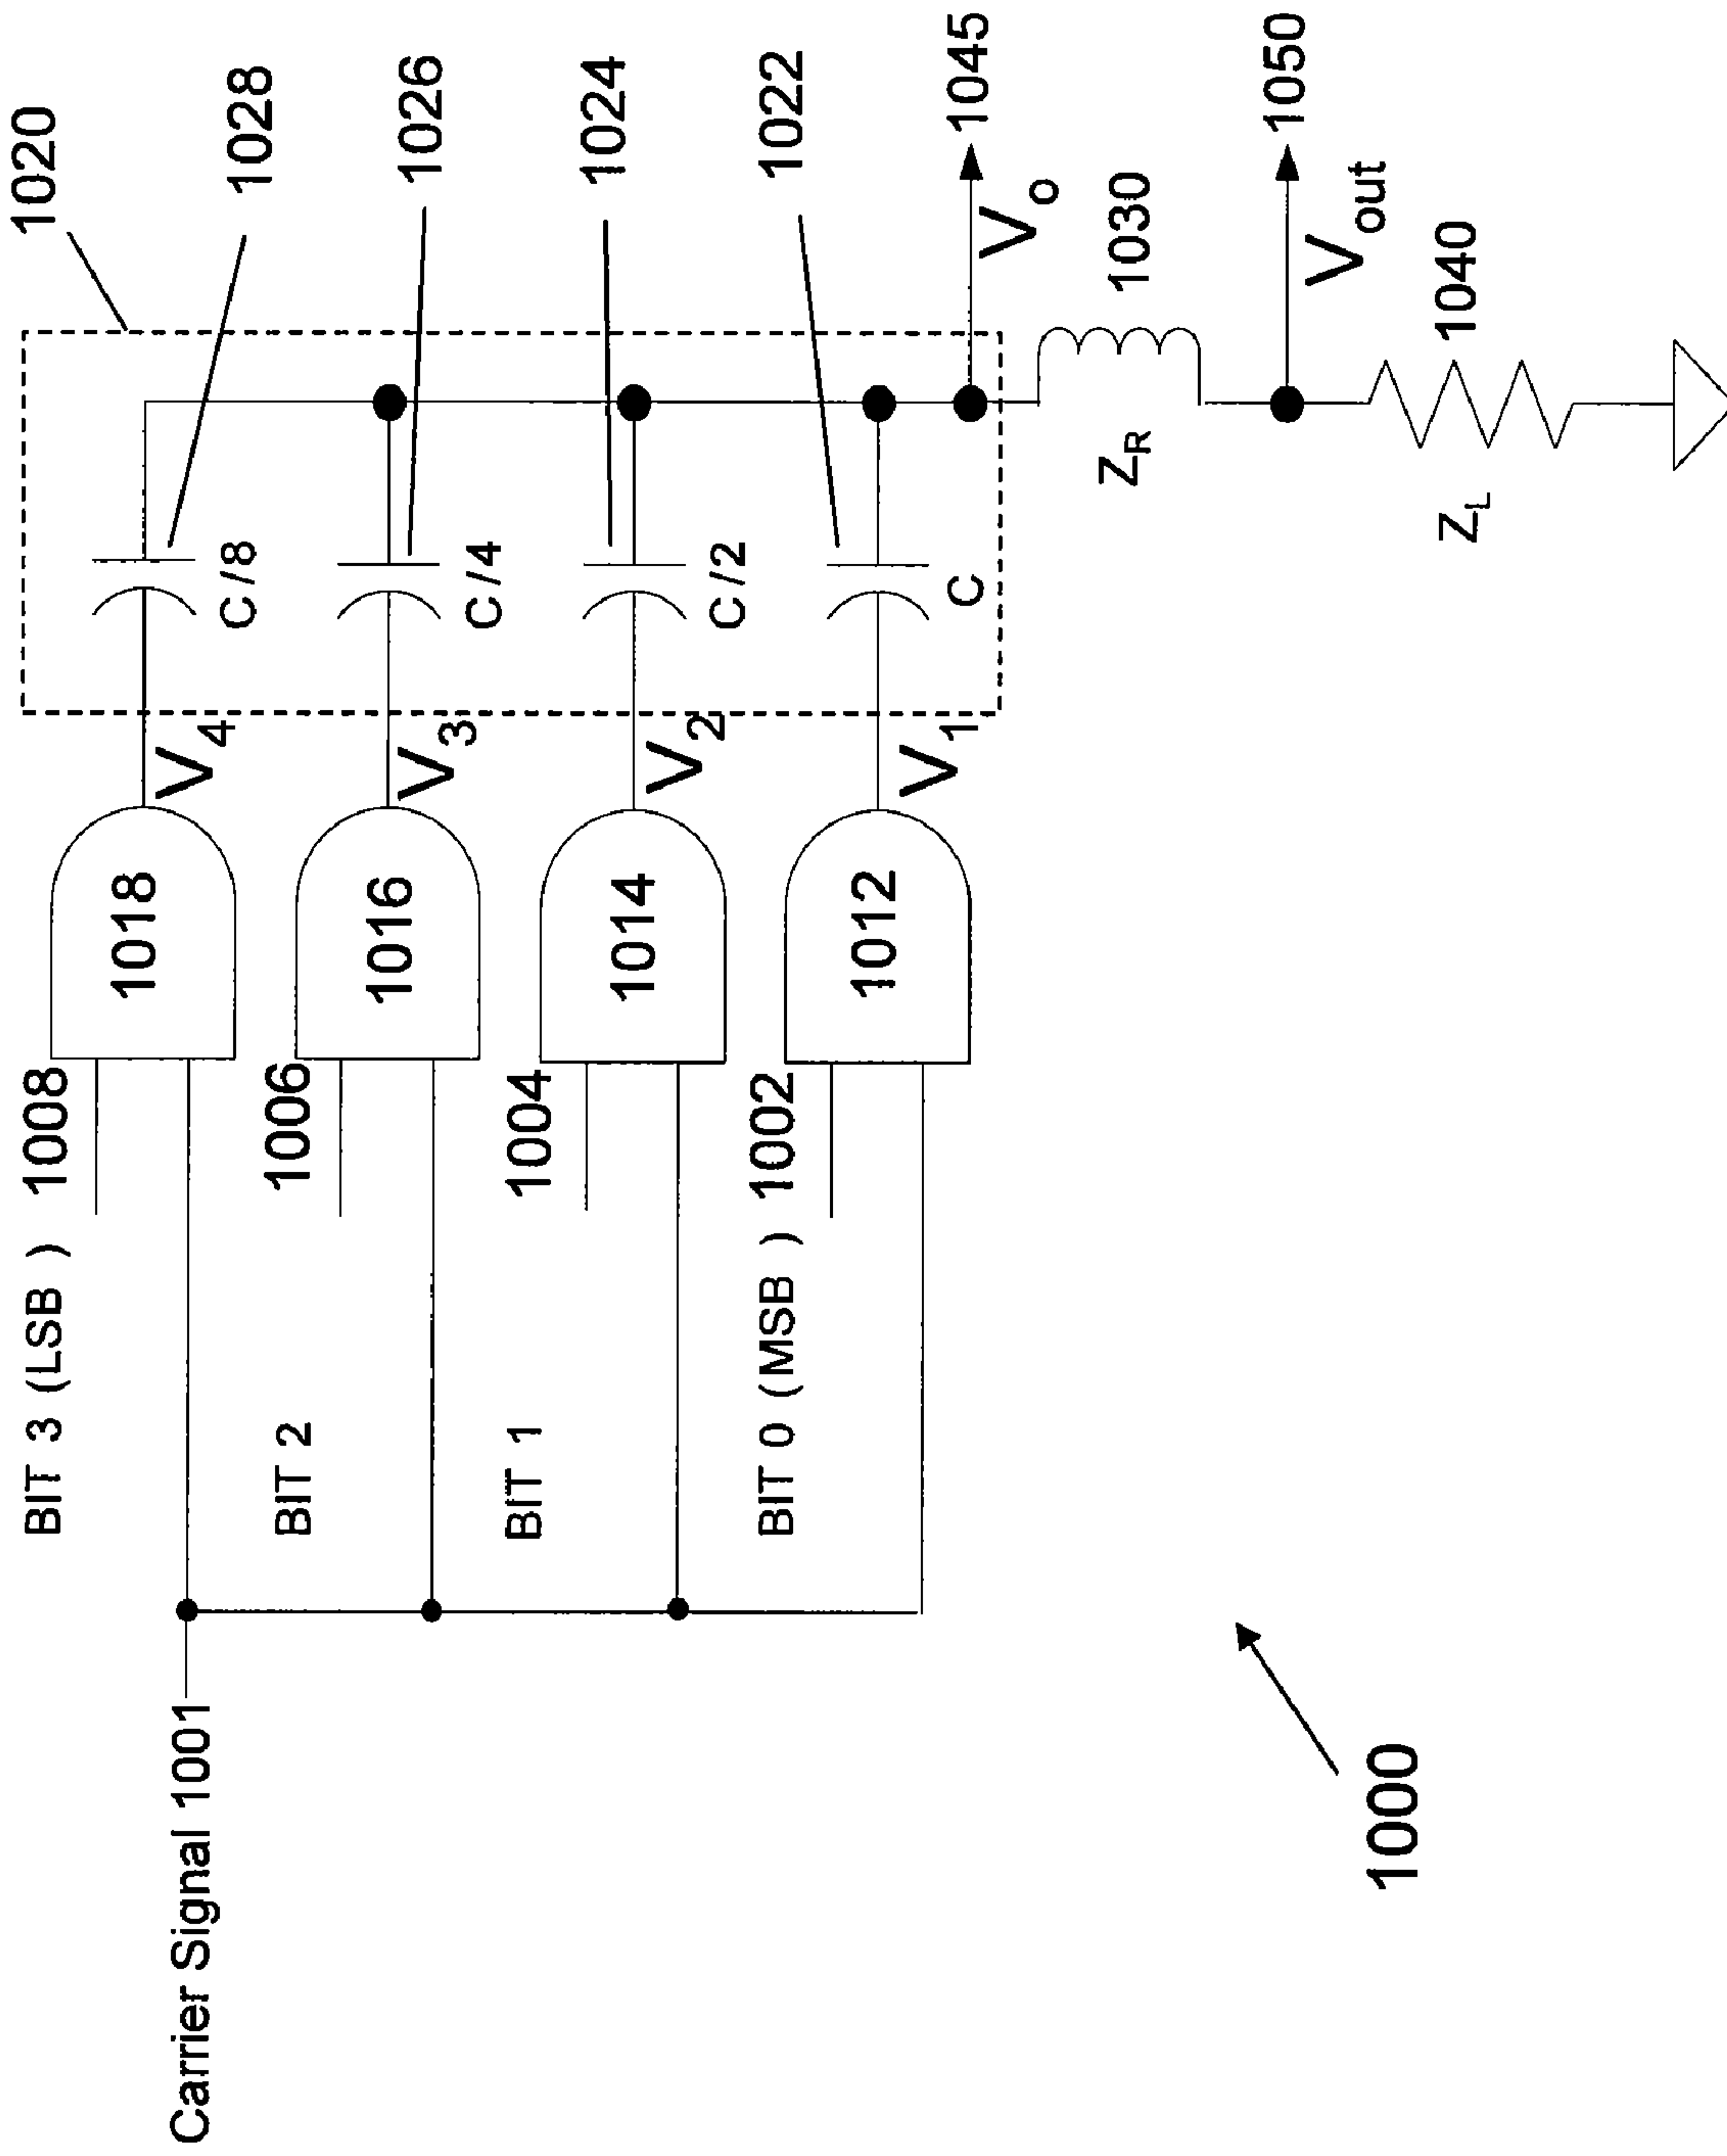 1020
1028
1026
1024
1022
BIT 3 (LSB ) 1008
1018
V4
C /8
BIT 2
1006
1016
V3
C /4
BIT 1
1004
1014
V2
C /2
BIT 0 (MSB ) 1002
1012
V1
C
Carrier Signal 1001
Vo
1045
ZR
1030
Vout
1050
ZL
1040
1000